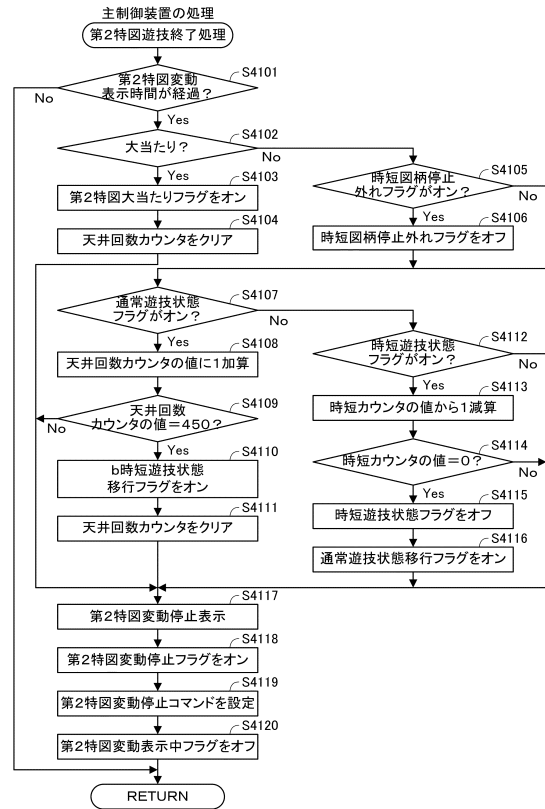 主制御装置の処理
第2特図遊技終了処理
第2特図変動
表示時間が経過？
S4101
No
Yes
大当たり？
S4102
No
Yes
第2特図大当たりフラグをオン
S4103
天井回数カウンタをクリア
S4104
時短図柄停止
外れフラグがオン？
S4105
No
Yes
時短図柄停止外れフラグをオフ
S4106
通常遊技状態
フラグがオン？
S4107
No
Yes
天井回数カウンタの値に1加算
S4108
天井回数
カウンタの値＝450？
S4109
No
Yes
b時短遊技状態
移行フラグをオン
S4110
天井回数カウンタをクリア
S4111
時短遊技状態
フラグがオン？
S4112
No
Yes
時短カウンタの値から1減算
S4113
時短カウンタの値＝0？
S4114
No
Yes
時短遊技状態フラグをオフ
S4115
通常遊技状態移行フラグをオン
S4116
第2特図変動停止表示
S4117
第2特図変動停止フラグをオン
S4118
第2特図変動停止コマンドを設定
S4119
第2特図変動表示中フラグをオフ
S4120
RETURN